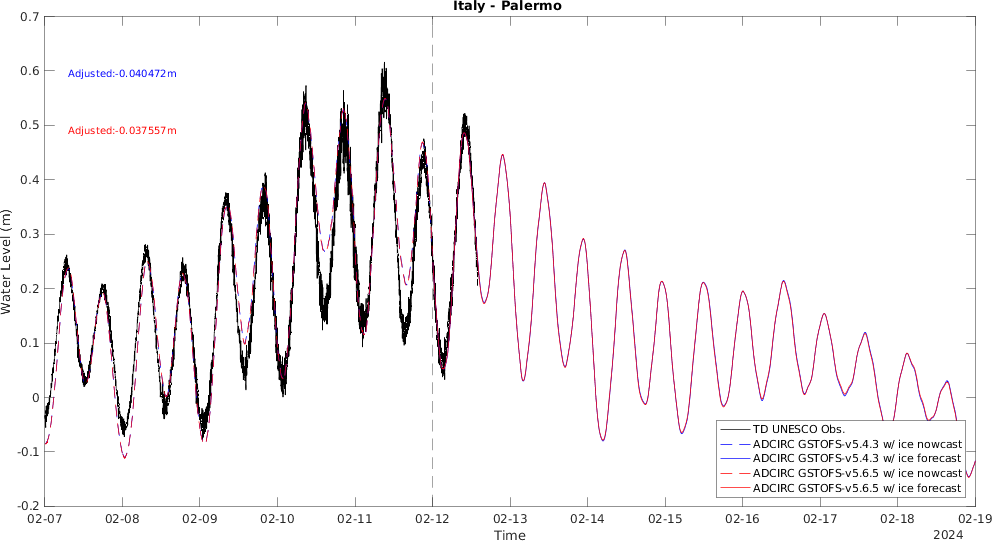 Italy - Palermo
0.7
0.6
0.5
0.4
0.3
0.2
0.1
0
-0.1
-0.2
Water Level (m)
Adjusted:-0.040472m
Adjusted:-0.037557m
TD UNESCO Obs.
ADCIRC GSTOFS-v5.4.3 w/ ice nowcast
ADCIRC GSTOFS-v5.4.3 w/ ice forecast
ADCIRC GSTOFS-v5.6.5 w/ ice nowcast
ADCIRC GSTOFS-v5.6.5 w/ ice forecast
02-07 02-08 02-09 02-10 02-11 02-12 02-13 02-14 02-15 02-16 02-17 02-18 02-19
Time
2024